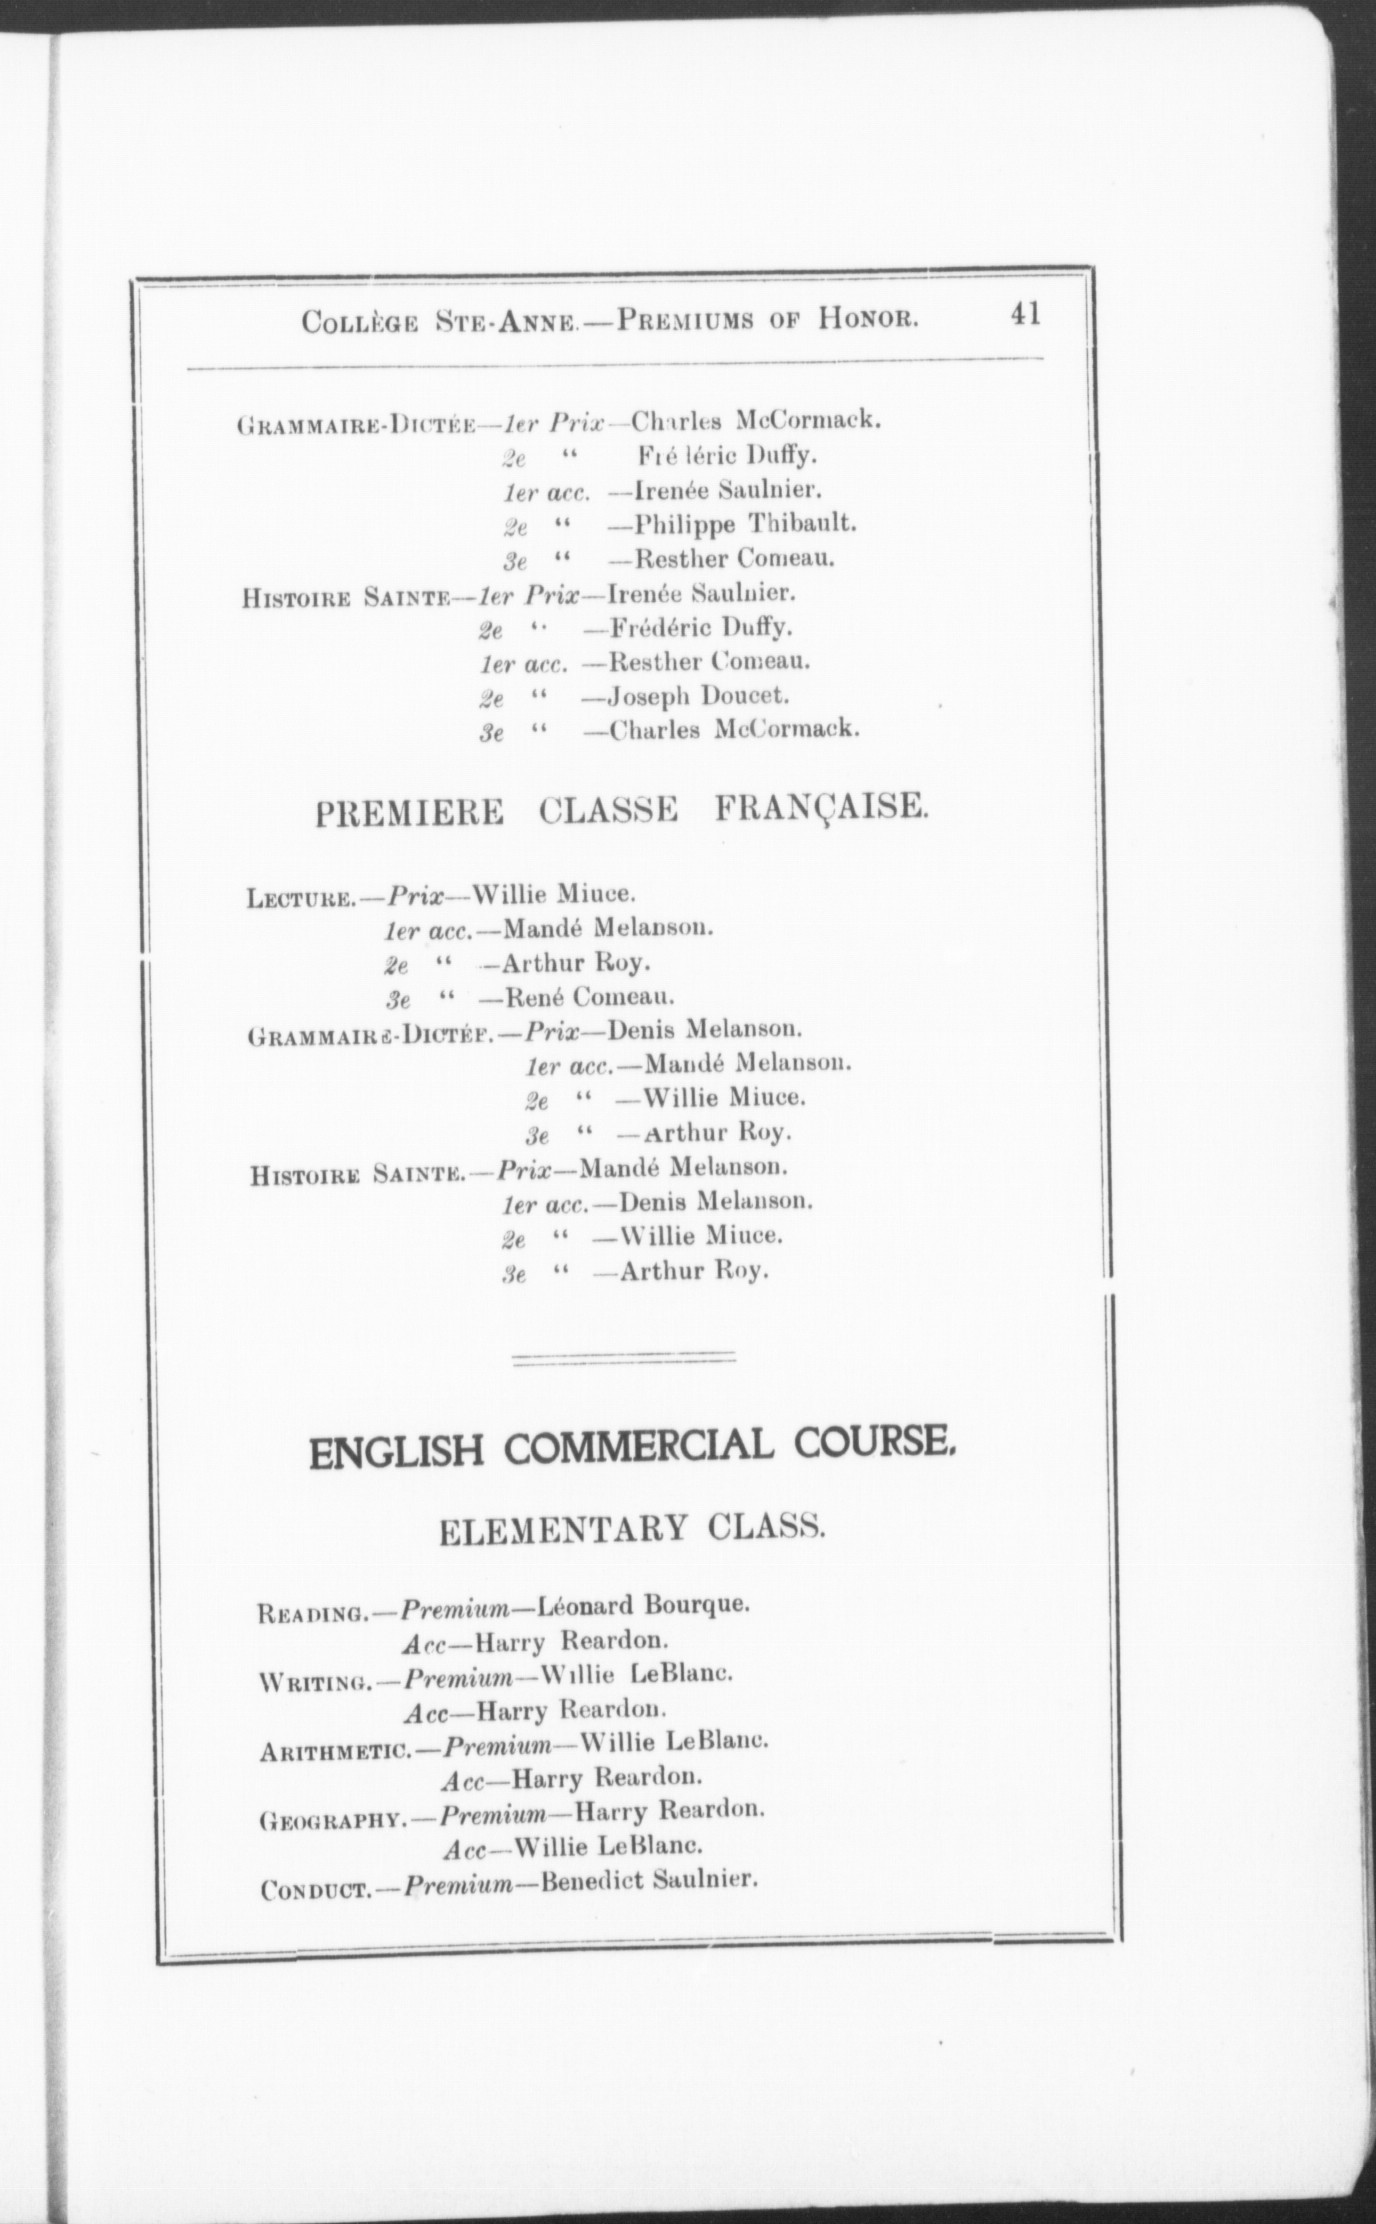 COLLÈGE STE-ANNE.—PREMIUMS OF HONOR. 41
GRAMMAIRE-DICTÉE—1er Prix—Charles McCormack.
2e “ Frédéric Duffy.
1er acc. —Irenée Saulnier.
2e “ —Philippe Thibault.
3e “ —Resther Comeau.
HISTOIRE SAINTE—1er Prix—Irenée Saulnier.
2e “ —Frédéric Duffy.
1er acc. —Resther Comeau.
2e “ —Joseph Doucet.
3e “ —Charles McCormack.
PREMIERE CLASSE FRANÇAISE.
LECTURE.—Prix—Willie Miuce.
1er acc.—Mandé Melanson.
2e “ —Arthur Roy.
3e “ —René Comeau.
GRAMMAIRE-DICTÉE.—Prix—Denis Melanson.
1er acc.—Mandé Melanson.
2e “ —Willie Miuce.
3e “ —Arthur Roy.
HISTOIRE SAINTE.—Prix—Mandé Melanson.
1er acc.—Denis Melanson.
2e “ —Willie Miuce.
3e “ —Arthur Roy.
ENGLISH COMMERCIAL COURSE.
ELEMENTARY CLASS.
READING.—Premium—Léonard Bourque.
Acc—Harry Reardon.
WRITING.—Premium—Willie LeBlanc.
Acc—Harry Reardon.
ARITHMETIC.—Premium—Willie LeBlanc.
Acc—Harry Reardon.
GEOGRAPHY.—Premium—Harry Reardon.
Acc—Willie LeBlanc.
CONDUCT.—Premium—Benedict Saulnier.